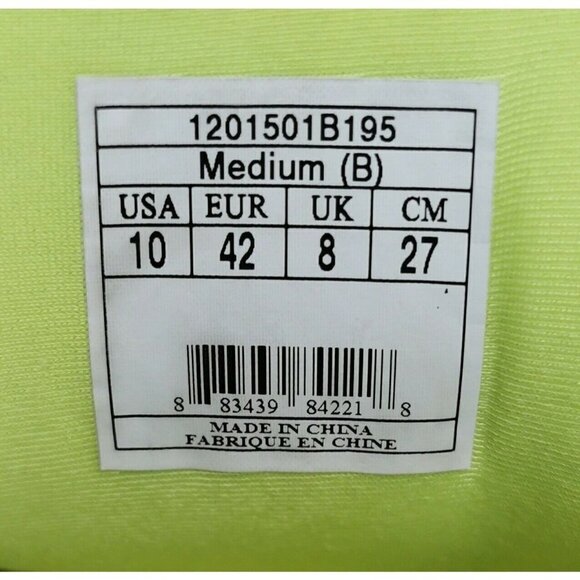 1201501B195
Medium (B)
USA EUR UK CM
10 42 8 27
8 83439 84221 8
MADE IN CHINA
FABRIQUE EN CHINE